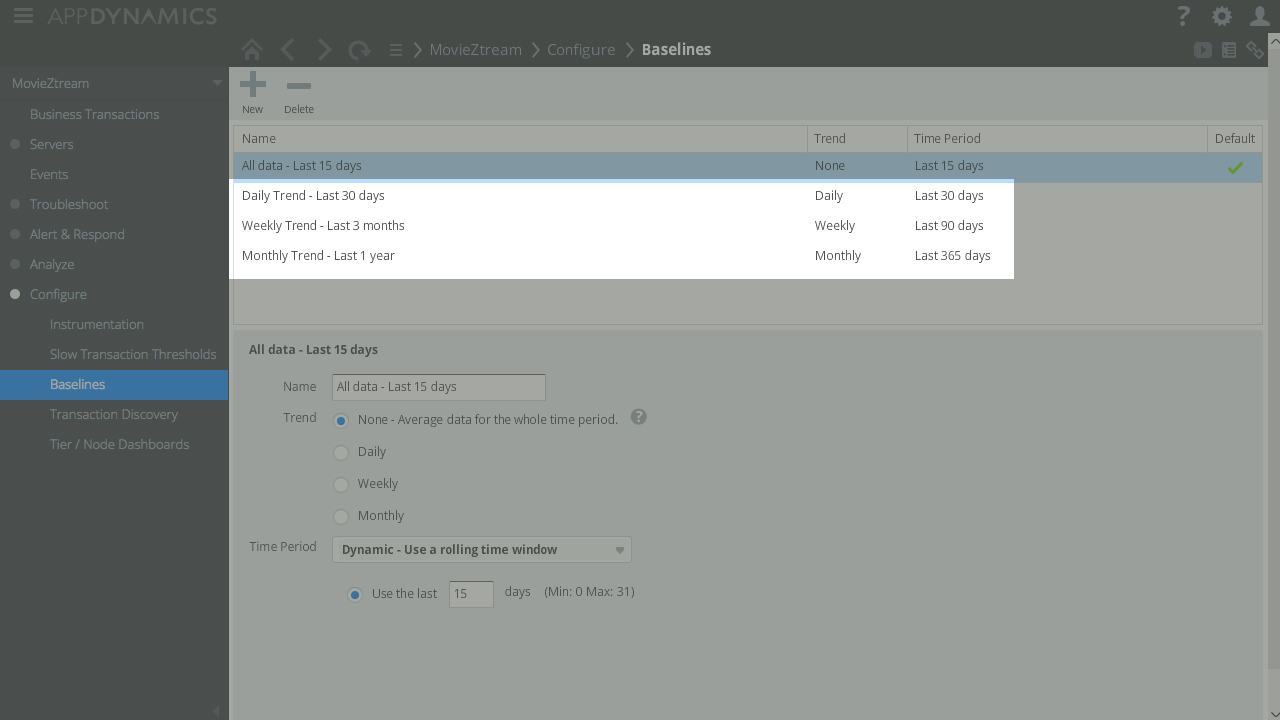 APPDYNAMICS
?
MovieZtream Configure Baselines
MovieZtream
Business Transactions
Servers
Events
Troubleshoot
Alert & Respond
Analyze
Configure
Instrumentation
Slow Transaction Thresholds
Baselines
Transaction Discovery
Tier / Node Dashboards
New Delete
Name Trend Time Period Default
All data - Last 15 days None Last 15 days
Daily Trend - Last 30 days Daily Last 30 days
Weekly Trend - Last 3 months Weekly Last 90 days
Monthly Trend - Last 1 year Monthly Last 365 days
All data - Last 15 days
Name All data - Last 15 days
Trend None - Average data for the whole time period. ?
Daily
Weekly
Monthly
Time Period Dynamic - Use a rolling time window
Use the last 15 days (Min: 0 Max: 31)